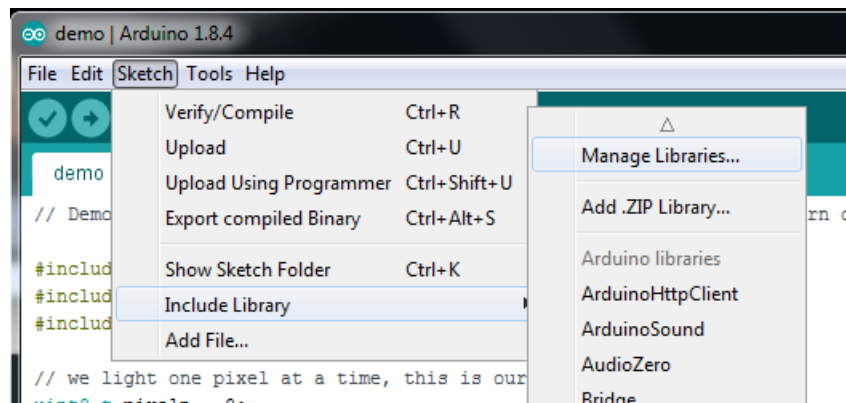 demo | Arduino 1.8.4
File Edit Sketch Tools Help
Verify/Compile Ctrl+R
Upload Ctrl+U
Upload Using Programmer Ctrl+Shift+U
Export compiled Binary Ctrl+Alt+S
Show Sketch Folder Ctrl+K
Include Library
Add File...
Manage Libraries...
Add .ZIP Library...
Arduino libraries
ArduinoHttpClient
ArduinoSound
AudioZero
Bridge
demo
// Demo
#includ
#includ
#includ
// we light one pixel at a time, this is our